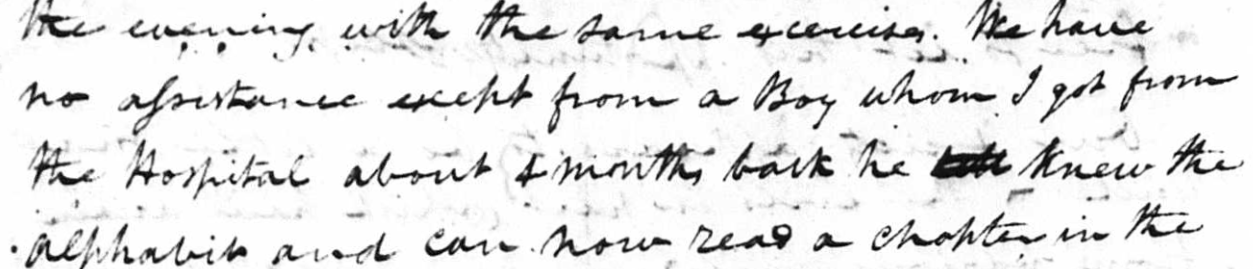 the evening with the same exercises. We have
no assistance except from a Boy whom I got from
the Hospital about 4 months back he knew the
alphabit and can now read a chapter in the